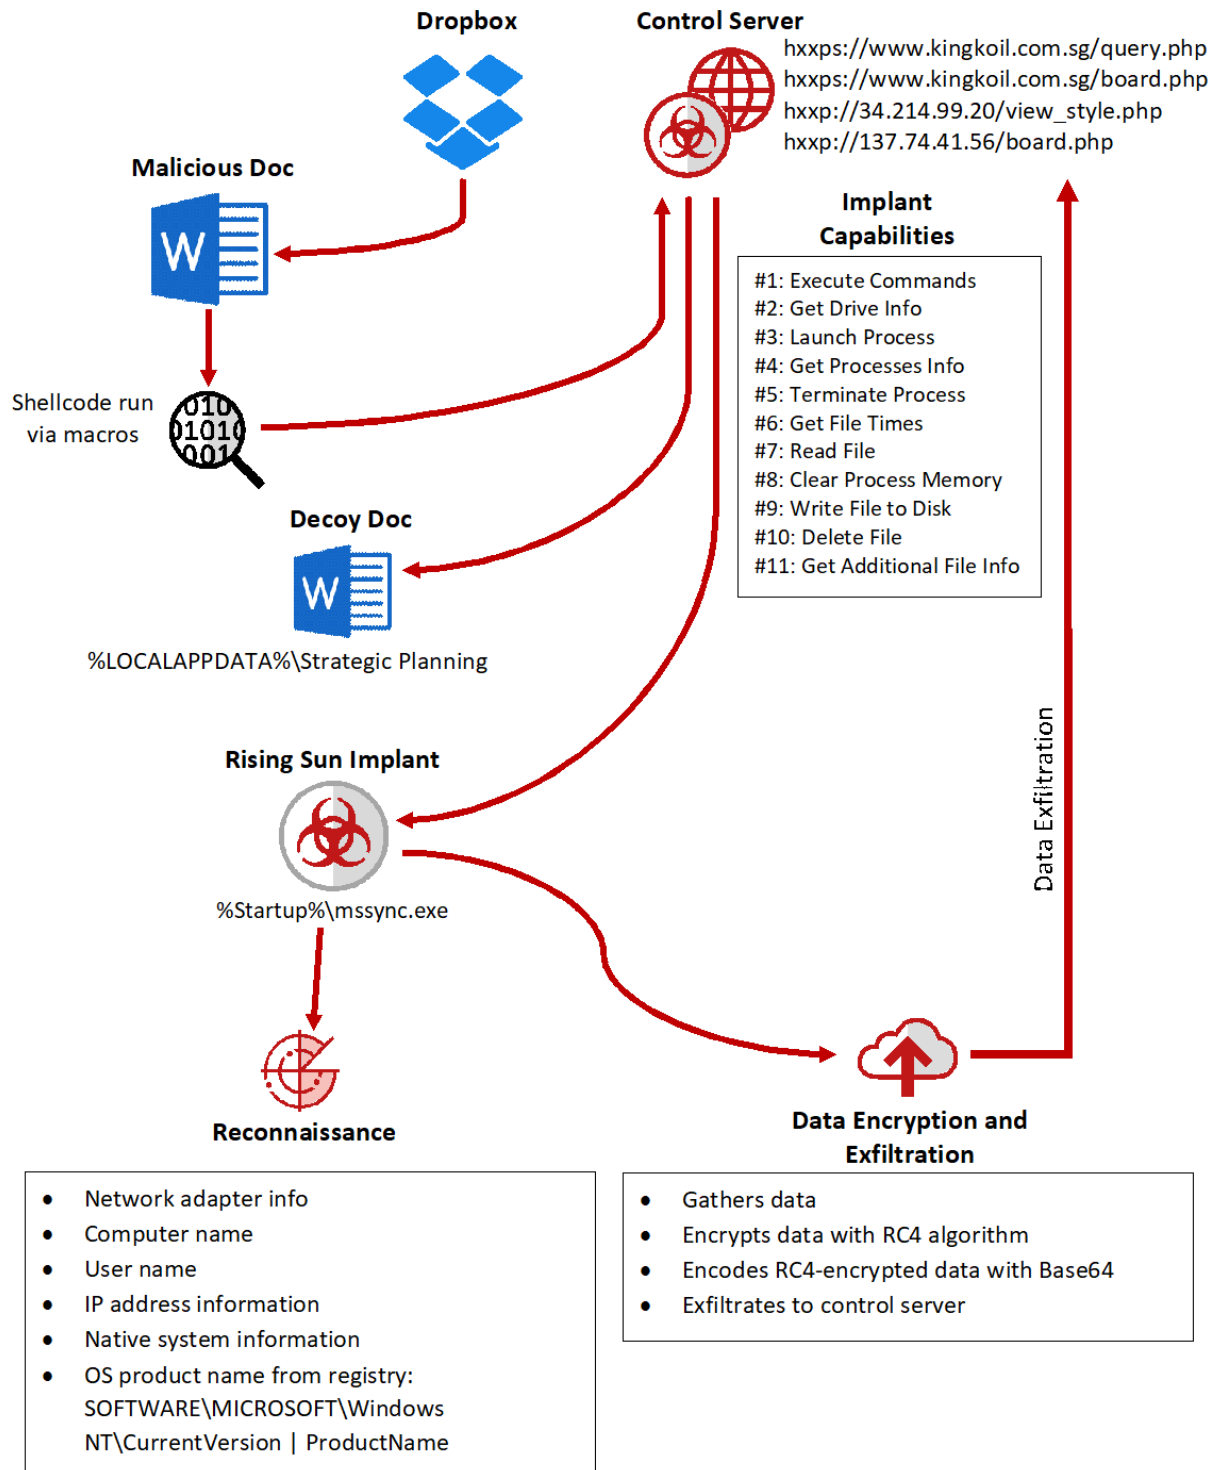 Dropbox
Control Server
hxxps://www.kingkoil.com.sg/query.php
hxxps://www.kingkoil.com.sg/board.php
hxxp://34.214.99.20/view_style.php
hxxp://137.74.41.56/board.php
Malicious Doc
W
Implant
Capabilities
#1: Execute Commands
#2: Get Drive Info
#3: Launch Process
#4: Get Processes Info
#5: Terminate Process
#6: Get File Times
#7: Read File
#8: Clear Process Memory
#9: Write File to Disk
#10: Delete File
#11: Get Additional File Info
Shellcode run
via macros
010
01010
001
Decoy Doc
W
%LOCALAPPDATA%\Strategic Planning
Rising Sun Implant
%Startup%\mssync.exe
Data Exfiltration
Reconnaissance
• Network adapter info
• Computer name
• User name
• IP address information
• Native system information
• OS product name from registry:
SOFTWARE\MICROSOFT\Windows
NT\CurrentVersion | ProductName
Data Encryption and
Exfiltration
• Gathers data
• Encrypts data with RC4 algorithm
• Encodes RC4-encrypted data with Base64
• Exfiltrates to control server